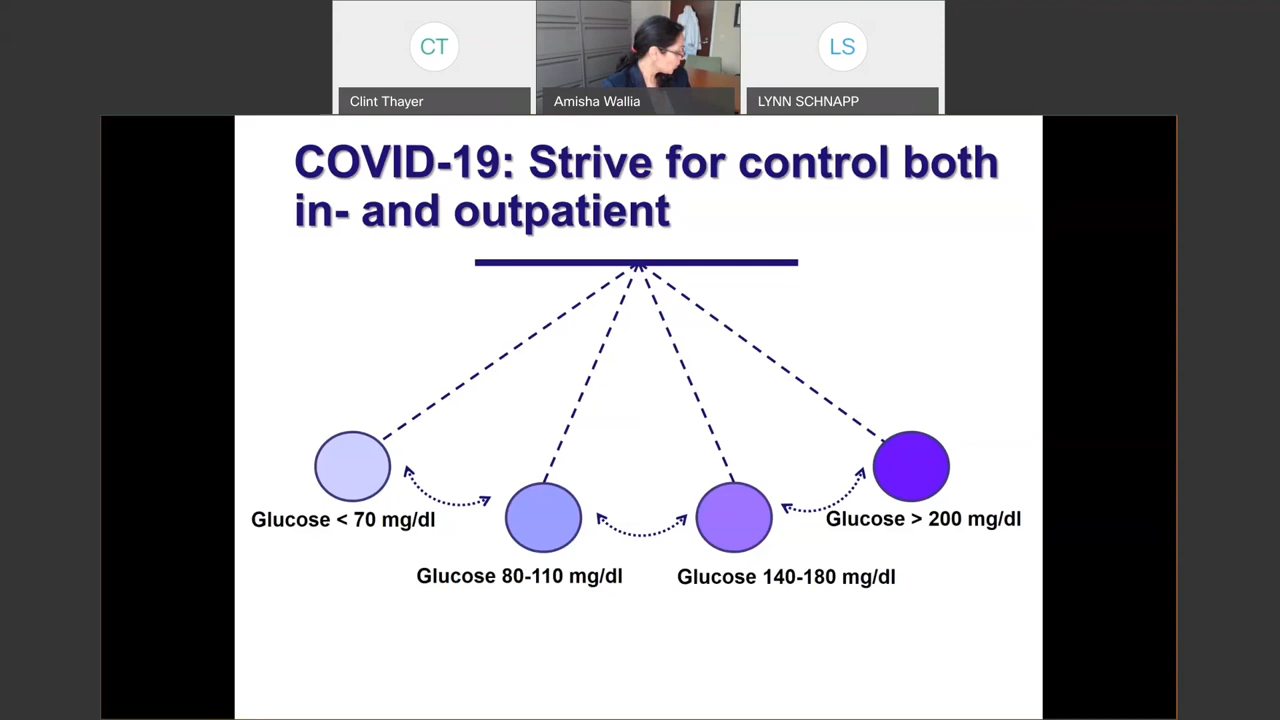 CT
LS
Clint Thayer
Amisha Wallia
LYNN SCHNAPP
COVID-19: Strive for control both
in- and outpatient
Glucose < 70 mg/dl
Glucose > 200 mg/dl
Glucose 80-110 mg/dl
Glucose 140-180 mg/dl